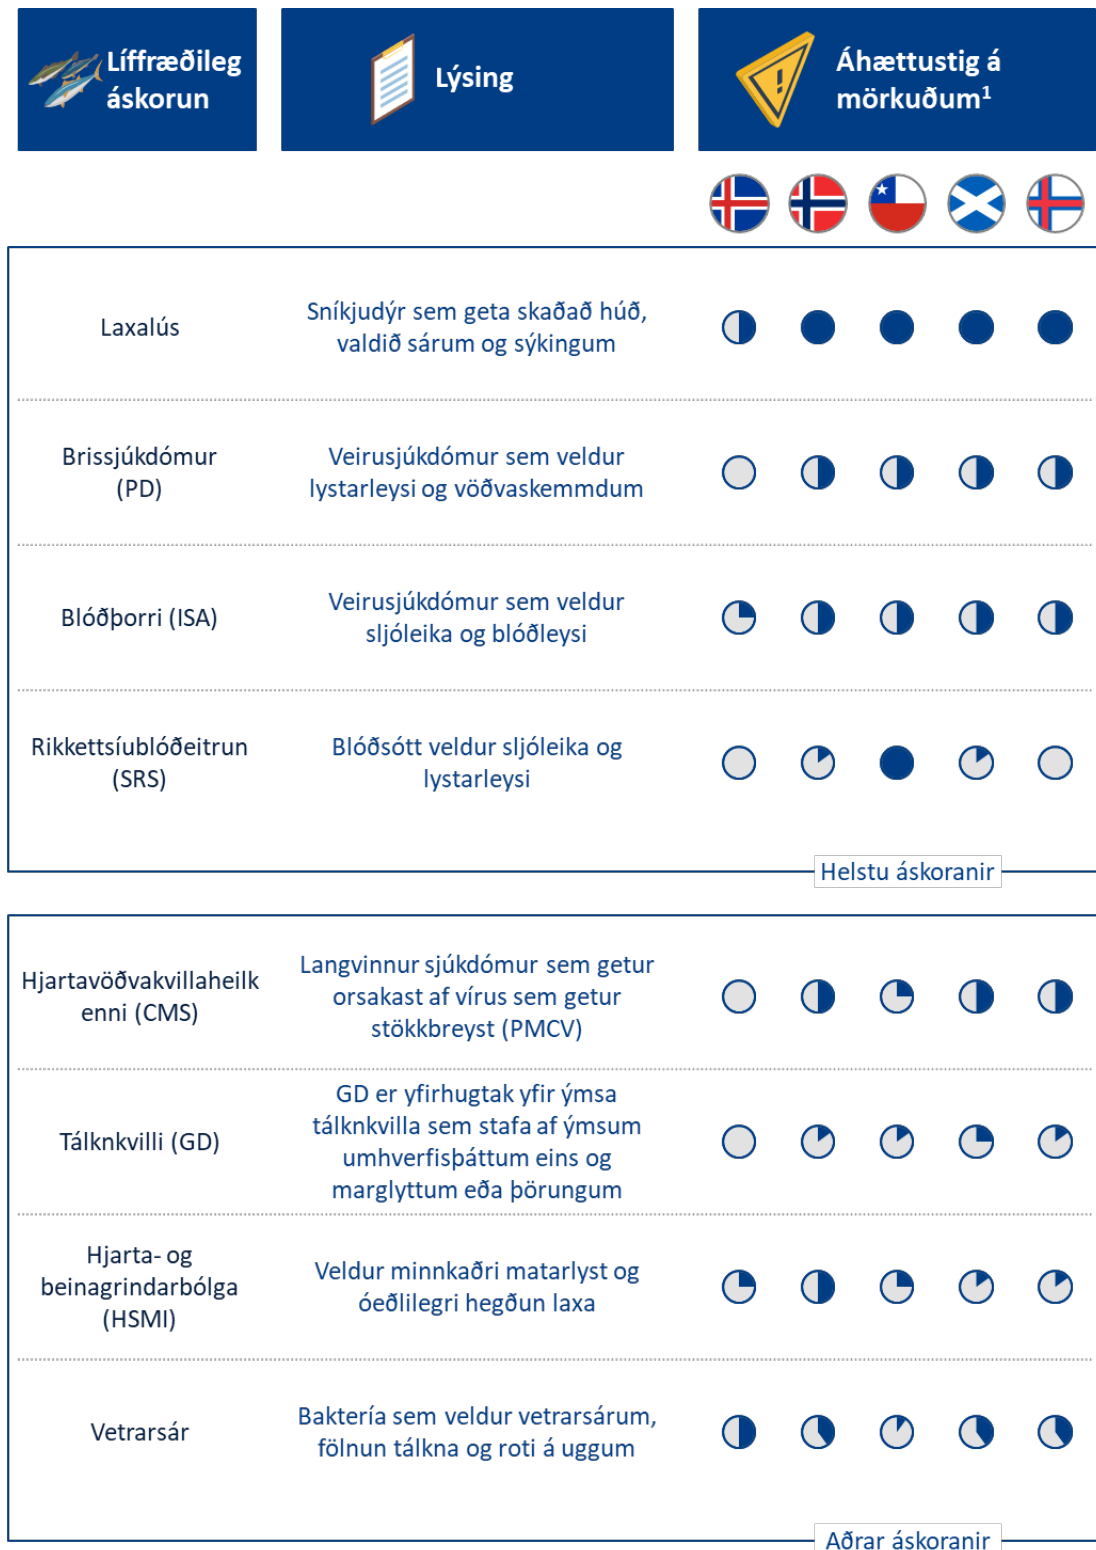 Líffræðileg
áskorun
Lýsing
Áhættustig á
mörkuðum¹
Laxalús
Sníkjudýr sem geta skaðað húð,
valdið sárum og sýkingum
Brissjúkdómur
(PD)
Veirusjúkdómur sem veldur
lystarleysi og vöðvaskemmdum
Blóðþorri (ISA)
Veirusjúkdómur sem veldur
sljóleika og blóðleysi
Rikkettsíublóðeitrun
(SRS)
Blóðsótt veldur sljóleika og
lystarleysi
Helstu áskoranir
Hjartavöðvakvillaheilk
enni (CMS)
Langvinnur sjúkdómur sem getur
orsakast af vírus sem getur
stökkbreyst (PMCV)
Tálknkvilli (GD)
GD er yfirhugtak yfir ýmsa
tálknkvilla sem stafa af ýmsum
umhverfisþáttum eins og
marglyttum eða þörungum
Hjarta- og
beinagrindarbólga
(HSMI)
Veldur minnkaðri matarlyst og
óeðlilegri hegðun laxa
Vetrarsár
Baktería sem veldur vetrarsárum,
fölnun tálkna og roti á uggum
Aðrar áskoranir